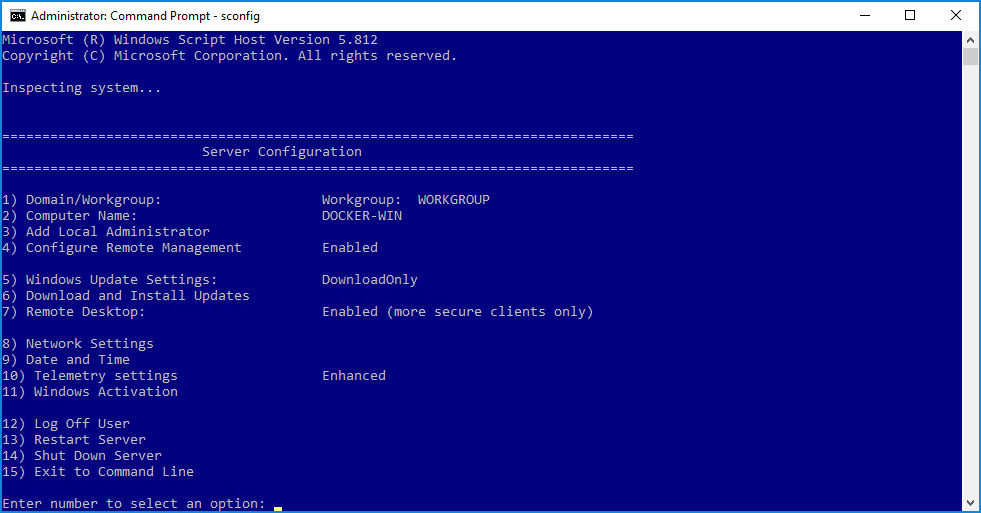 Administrator: Command Prompt - sconfig
Microsoft (R) Windows Script Host Version 5.812
Copyright (C) Microsoft Corporation. All rights reserved.
Inspecting system...
===============================================================================
Server Configuration
===============================================================================
1) Domain/Workgroup: Workgroup: WORKGROUP
2) Computer Name: DOCKER-WIN
3) Add Local Administrator
4) Configure Remote Management Enabled
5) Windows Update Settings: DownloadOnly
6) Download and Install Updates
7) Remote Desktop: Enabled (more secure clients only)
8) Network Settings
9) Date and Time
10) Telemetry settings Enhanced
11) Windows Activation
12) Log Off User
13) Restart Server
14) Shut Down Server
15) Exit to Command Line
Enter number to select an option: